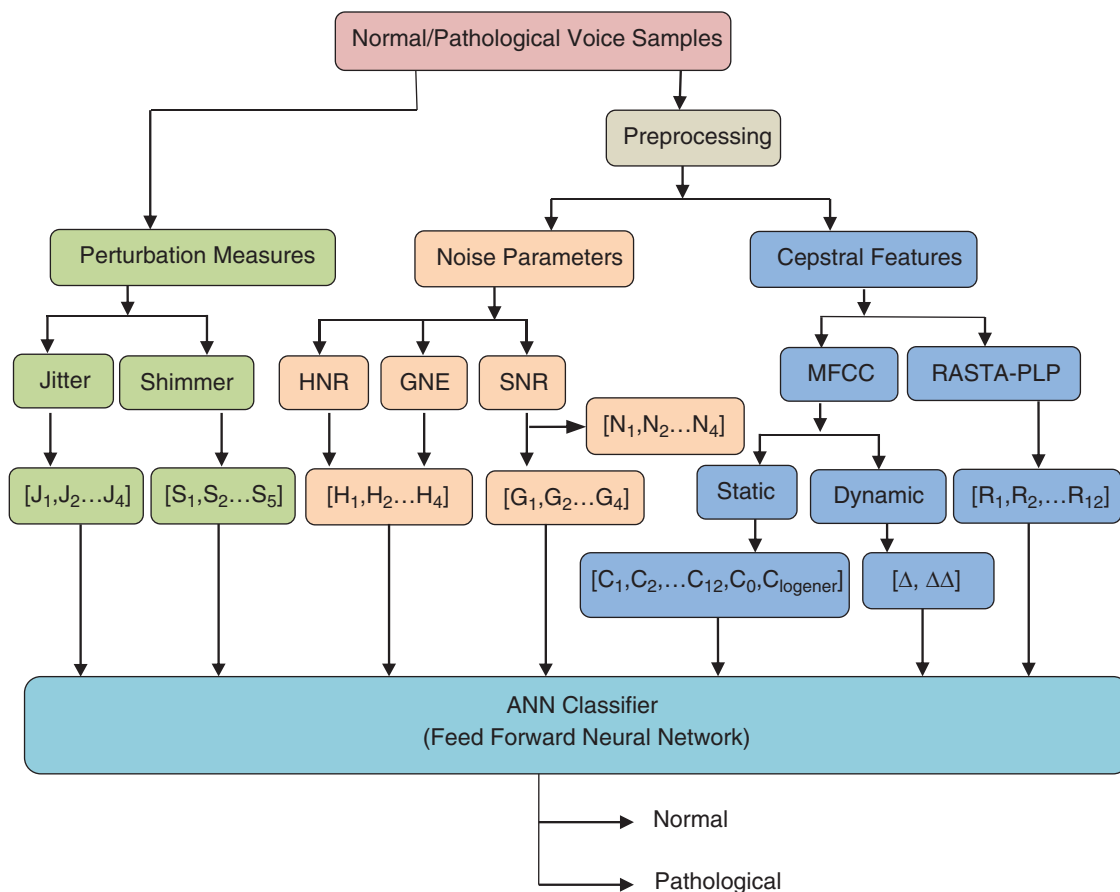 Normal/Pathological Voice Samples
Preprocessing
Perturbation Measures
Noise Parameters
Cepstral Features
Jitter
Shimmer
HNR
GNE
SNR
MFCC
RASTA-PLP
[N₁,N₂…N₄]
[J₁,J₂…J₄]
[S₁,S₂…S₅]
[H₁,H₂…H₄]
[G₁,G₂…G₄]
Static
Dynamic
[R₁,R₂,…R₁₂]
[C₁,C₂,…C₁₂,C₀,Clogener]
[Δ, ΔΔ]
ANN Classifier
(Feed Forward Neural Network)
Normal
Pathological